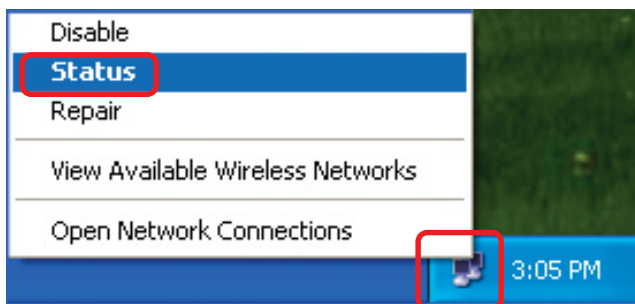 Disable
Status
Repair
View Available Wireless Networks
Open Network Connections
3:05 PM